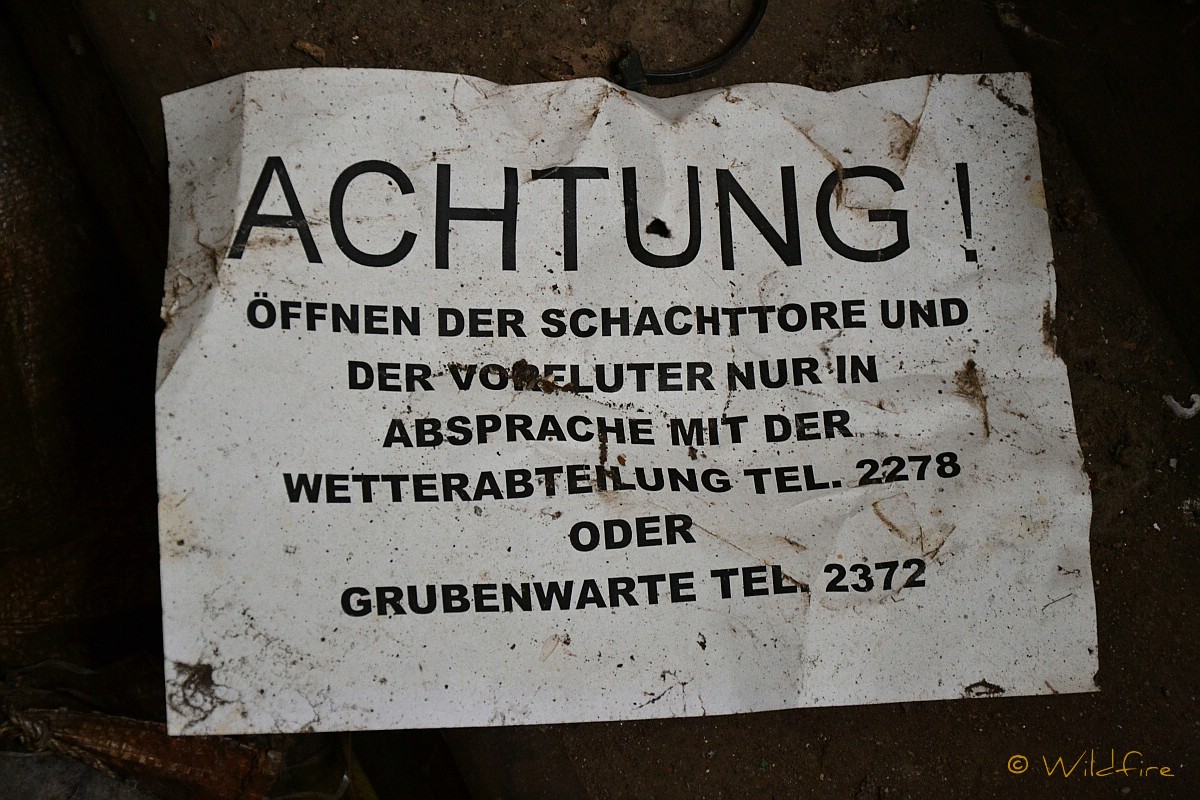 ACHTUNG !
ÖFFNEN DER SCHACHTTORE UND
DER VORFLUTER NUR IN
ABSPRACHE MIT DER
WETTERABTEILUNG TEL. 2278
ODER
GRUBENWARTE TEL. 2372
© Wildfire